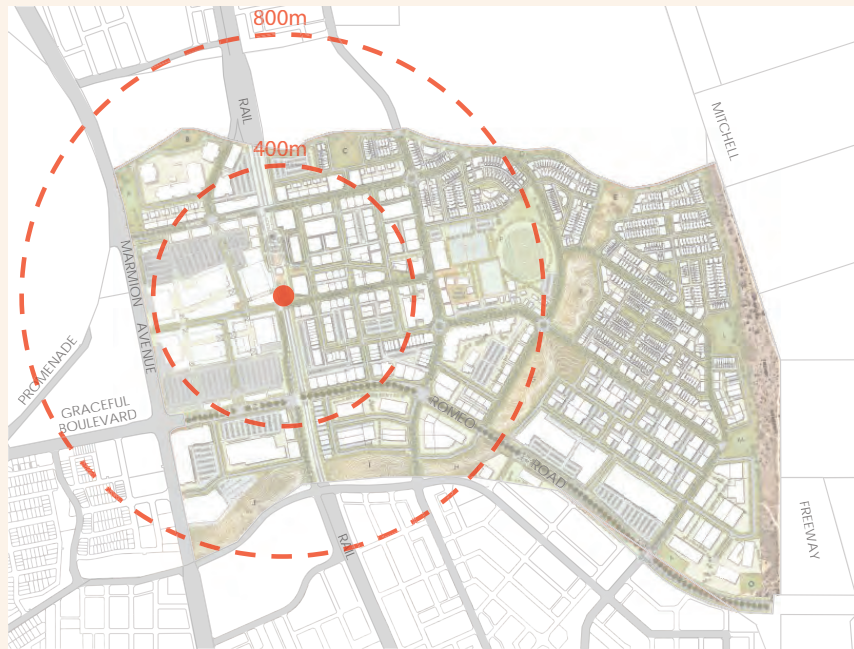 800m
RAIL
MITCHELL
400m
MARMION AVENUE
PROMENADE
GRACEFUL
BOULEVARD
ROMEO
ROAD
FREEWAY
RAIL